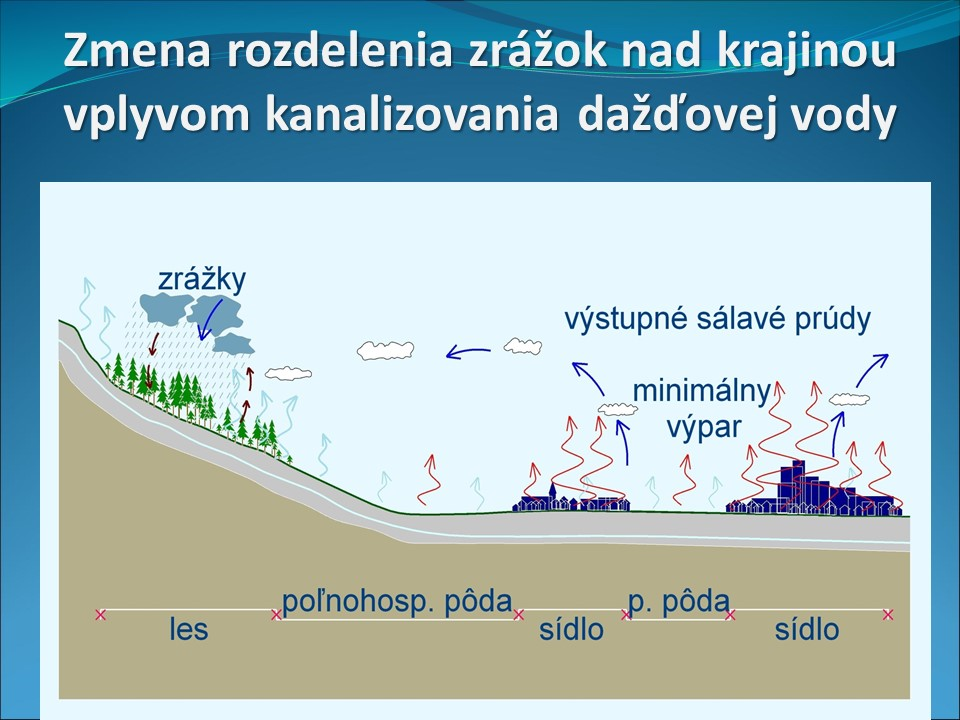 Zmena rozdelenia zrážok nad krajinou
vplyvom kanalizovania dažďovej vody
zrážky
výstupné sálavé prúdy
minimálny
výpar
poľnohosp. pôda
p. pôda
les
sídlo
sídlo